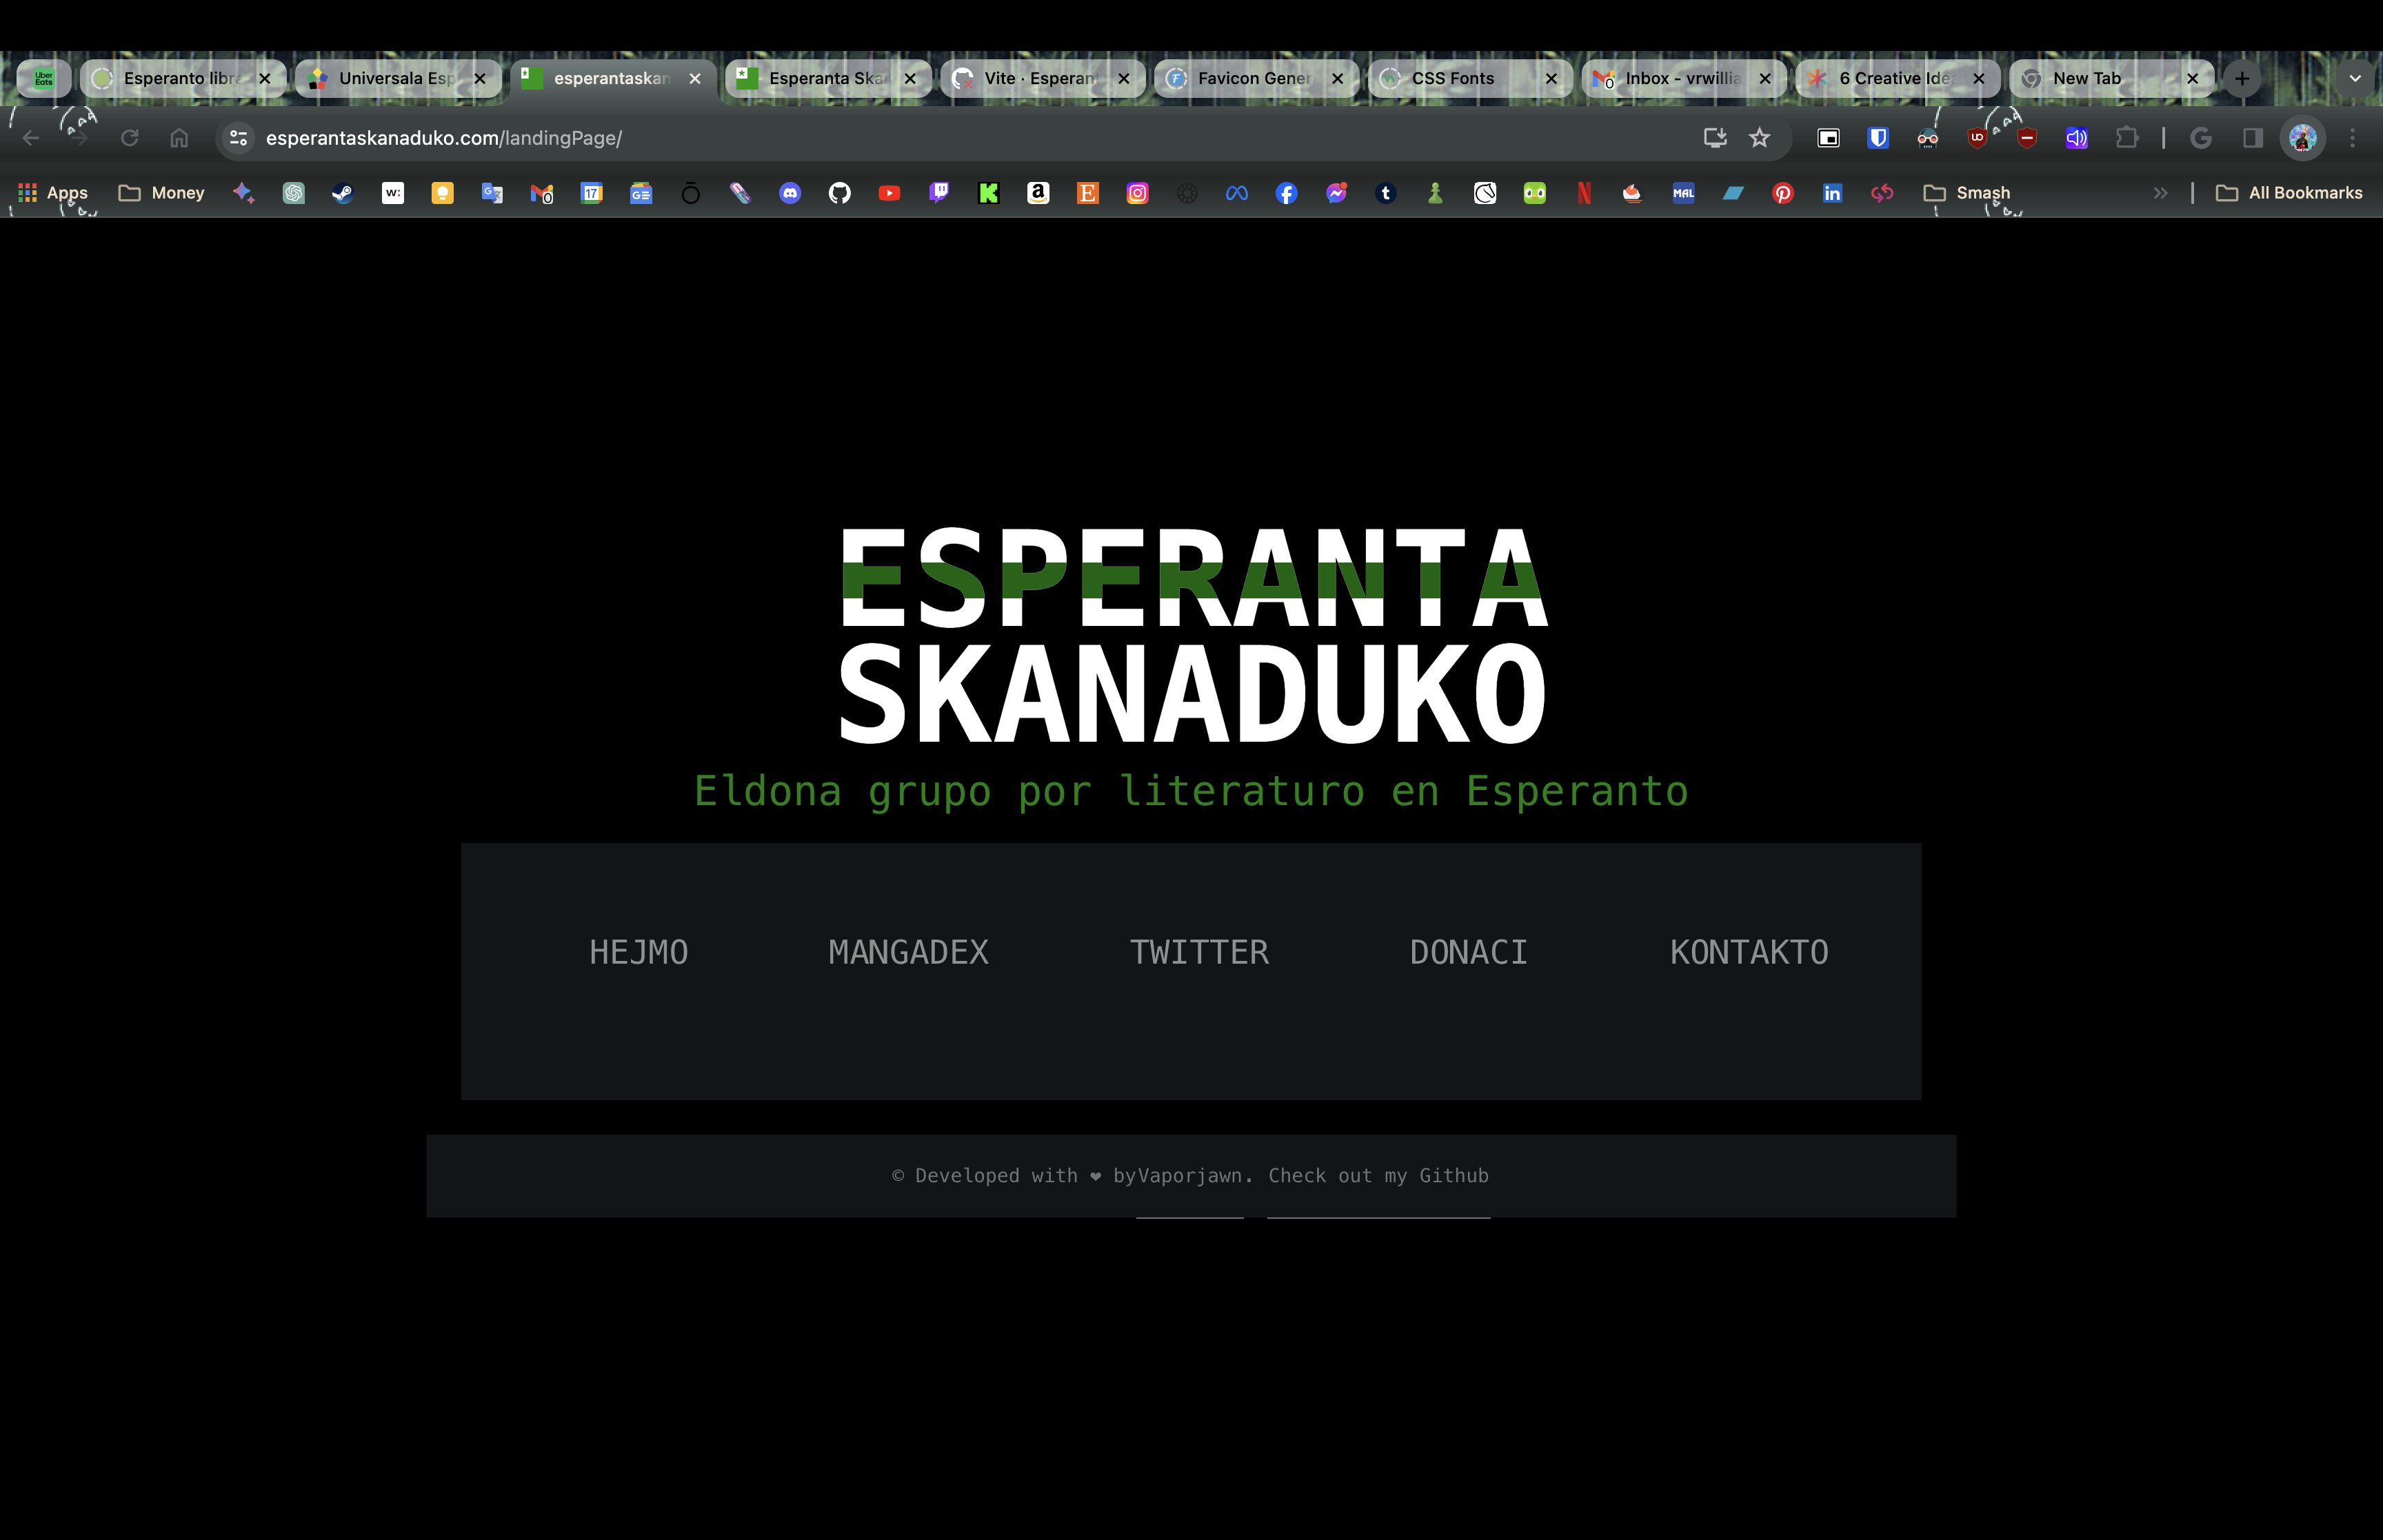 Uber Eats
Esperanto libr
Universala Esp
esperantaskan
Esperanta Ska
Vite · Esperan
Favicon Gener
CSS Fonts
Inbox - vrwillia
6 Creative Ide
New Tab
esperantaskanaduko.com/landingPage/
Apps
Money
Smash
All Bookmarks
ESPERANTA
SKANADUKO
Eldona grupo por literaturo en Esperanto
HEJMO MANGADEX TWITTER DONACI KONTAKTO
© Developed with ❤ byVaporjawn. Check out my Github